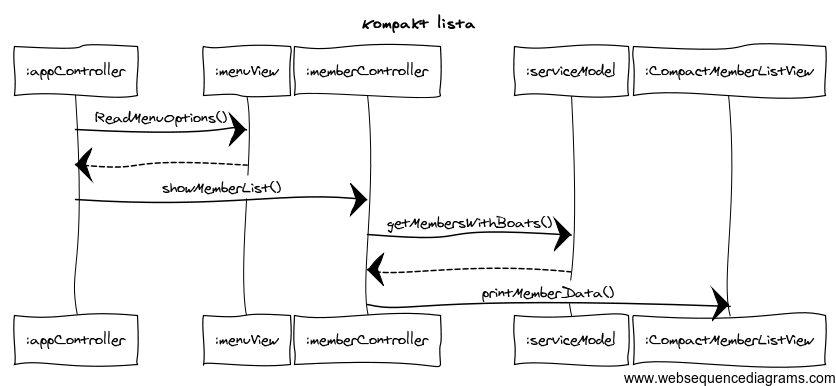 kompakt lista
:appController
:menuView
:memberController
:serviceModel
:CompactMemberListView
ReadMenuOptions()
showMemberList()
getMembersWithBoats()
printMemberData()
:appController
:menuView
:memberController
:serviceModel
:CompactMemberListView
www.websequencediagrams.com